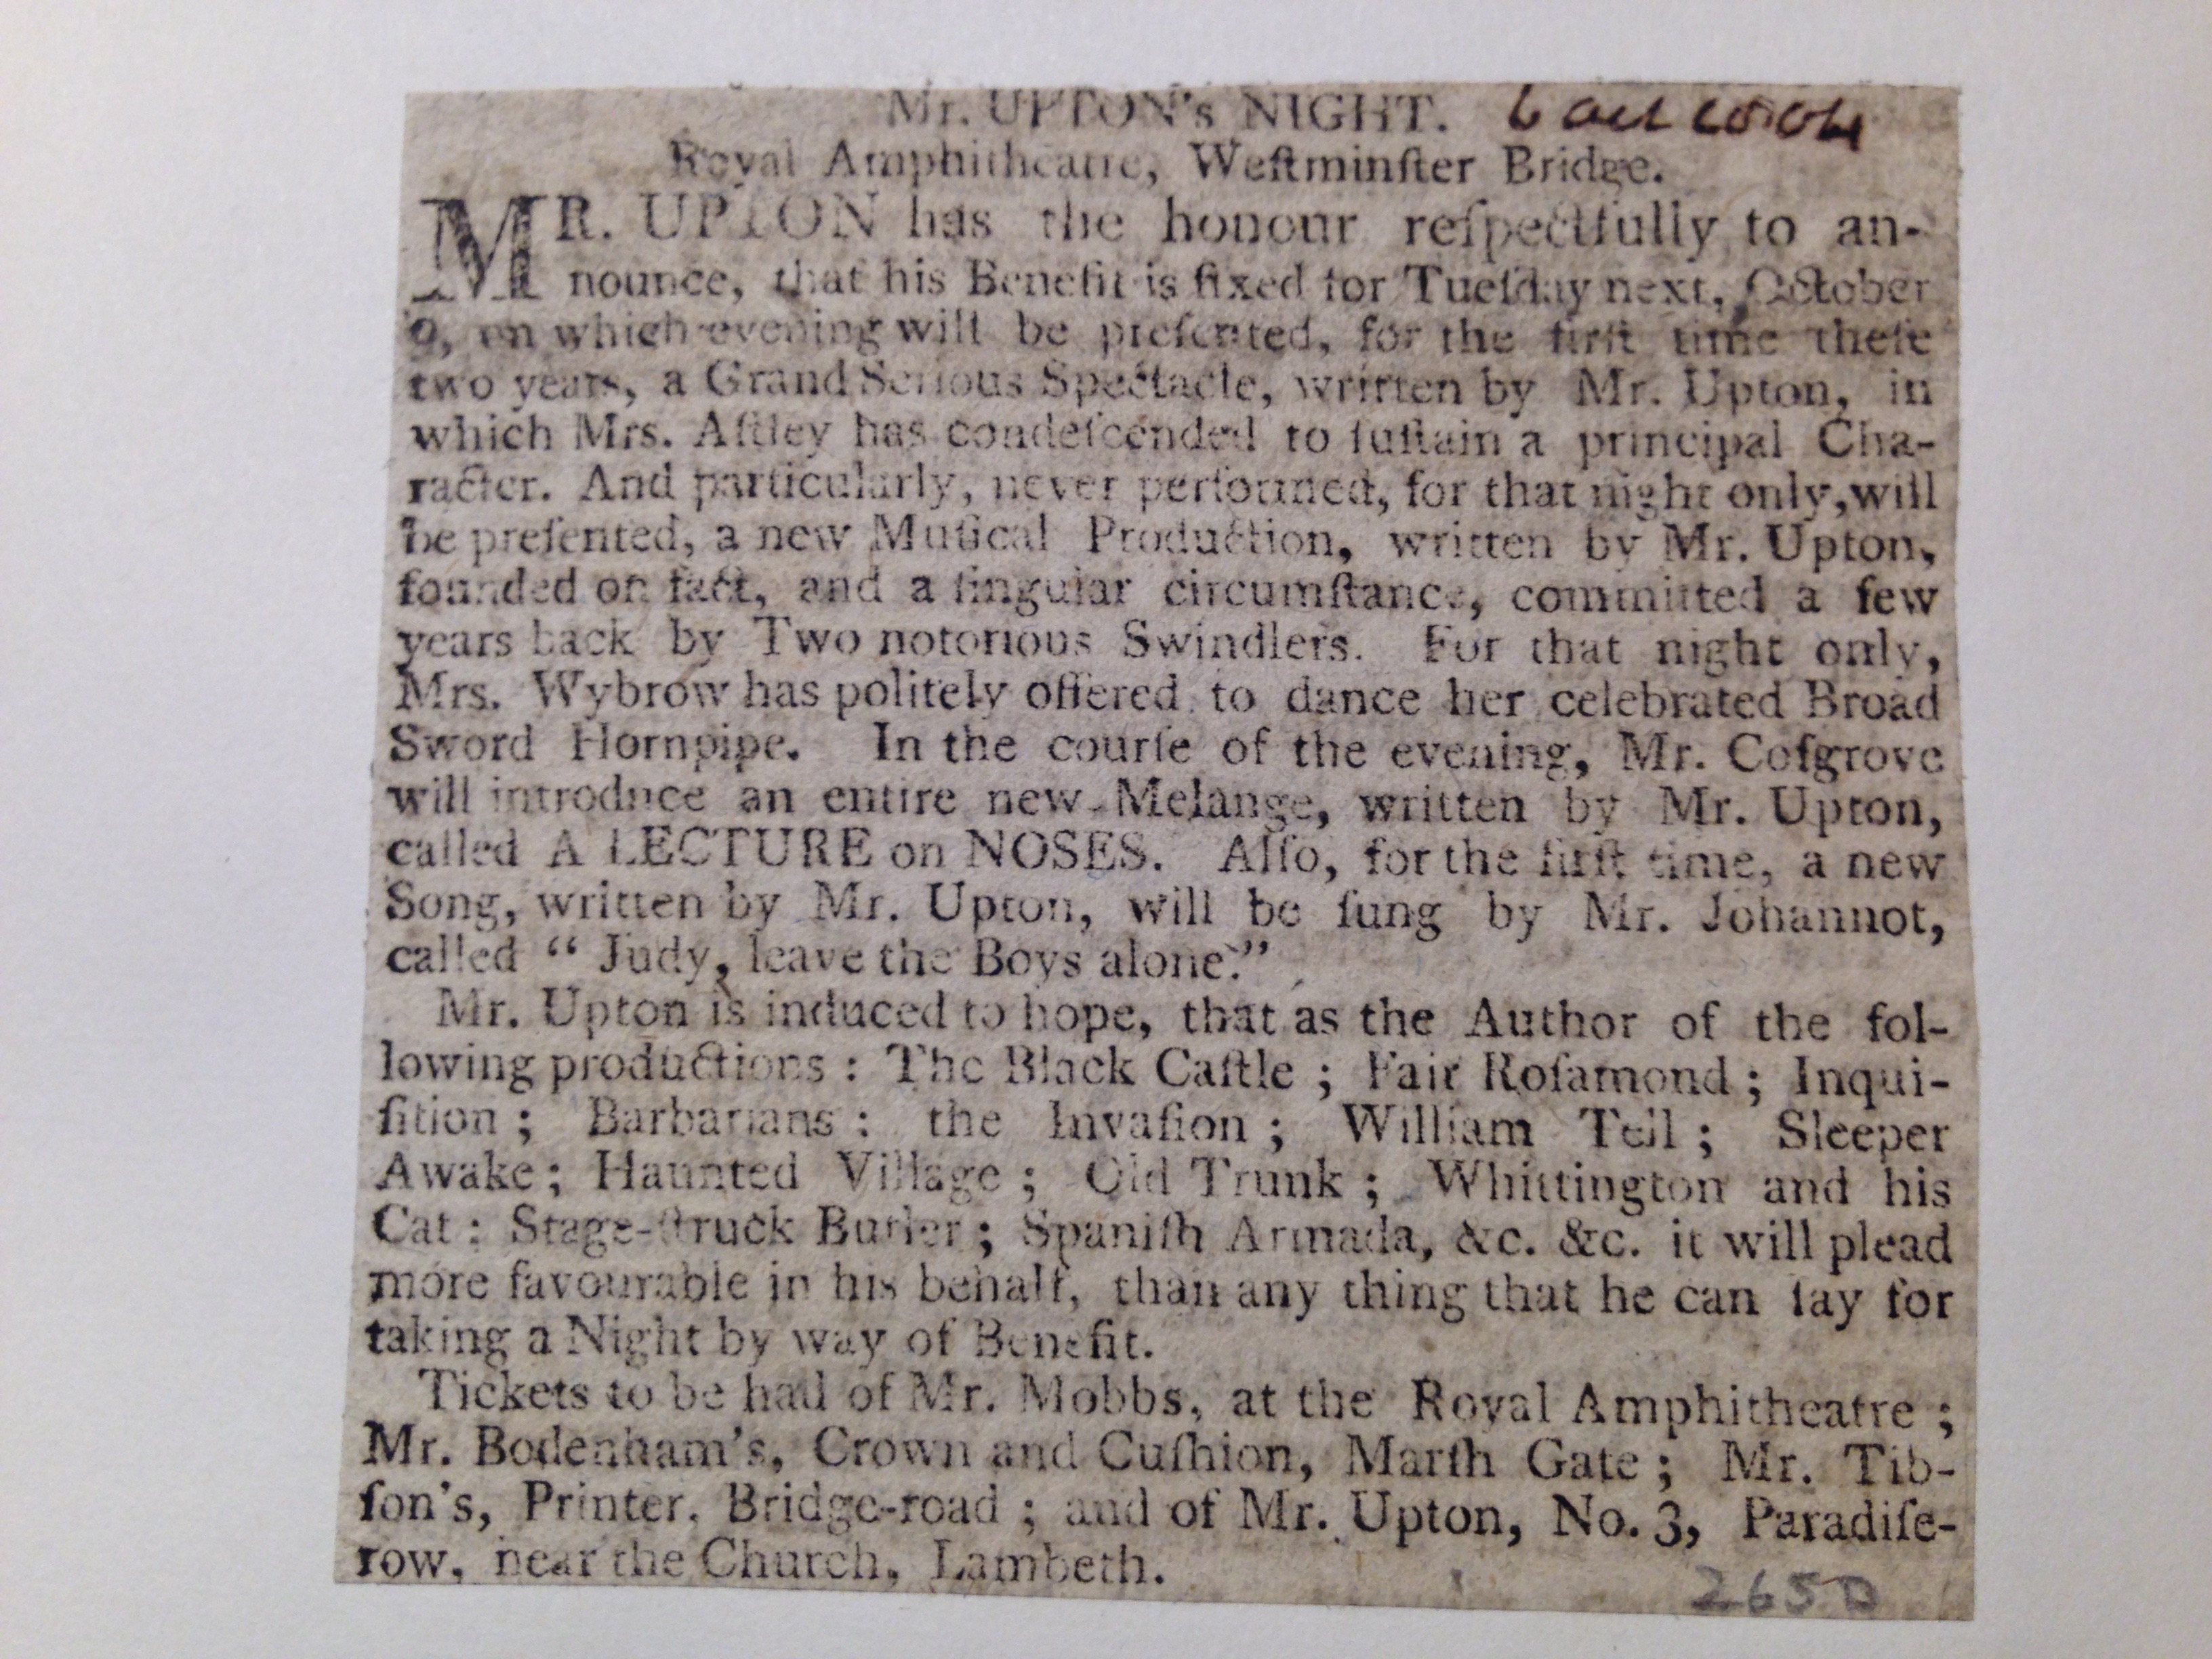 Mr. UPTON's NIGHT. 6 Oct 1804
Royal Amphitheatre, Weſtminſter Bridge.
MR. UPTON has the honour reſpectfully to an-
nounce, that his Benefit is fixed for Tueſday next, October
9, on which evening will be preſented, for the firſt time theſe
two years, a Grand Serious Spectacle, written by Mr. Upton, in
which Mrs. Aſtley has condeſcended to ſuſtain a principal Cha-
racter. And particularly, never performed, for that night only, will
be preſented, a new Muſical Production, written by Mr. Upton,
founded on fact, and a ſingular circumſtance, committed a few
years back by Two notorious Swindlers. For that night only,
Mrs. Wybrow has politely offered to dance her celebrated Broad
Sword Hornpipe. In the courſe of the evening, Mr. Coſgrove
will introduce an entire new Melange, written by Mr. Upton,
called A LECTURE on NOSES. Alſo, for the firſt time, a new
Song, written by Mr. Upton, will be ſung by Mr. Johannot,
called “ Judy, leave the Boys alone.”
Mr. Upton is induced to hope, that as the Author of the fol-
lowing productions : The Black Caſtle ; Fair Roſamond ; Inqui-
ſition ; Barbarians ; the Invaſion ; William Tell ; Sleeper
Awake ; Haunted Village ; Old Trunk ; Whittington and his
Cat ; Stage-ſtruck Butler ; Spaniſh Armada, &c. &c. it will plead
more favourable in his behalf, than any thing that he can ſay for
taking a Night by way of Benefit.
Tickets to be had of Mr. Mobbs, at the Royal Amphitheatre ;
Mr. Bodenham's, Crown and Cuſhion, Marſh Gate ; Mr. Tib-
ſon's, Printer, Bridge-road ; and of Mr. Upton, No. 3, Paradiſe-
row, near the Church, Lambeth.
265D